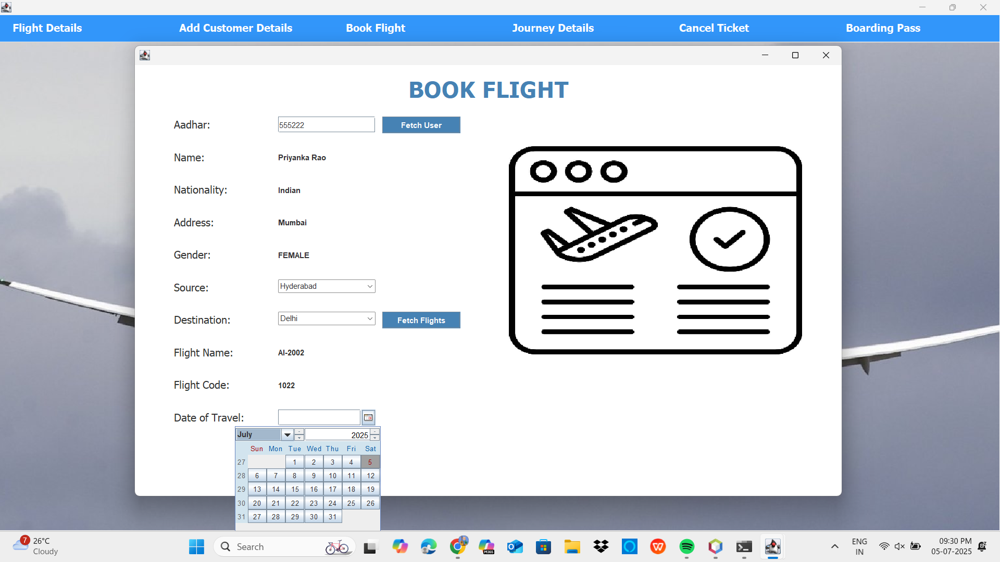 Flight Details Add Customer Details Book Flight Journey Details Cancel Ticket Boarding Pass
BOOK FLIGHT
Aadhar: 555222 Fetch User
Name: Priyanka Rao
Nationality: Indian
Address: Mumbai
Gender: FEMALE
Source: Hyderabad
Destination: Delhi Fetch Flights
Flight Name: AI-2002
Flight Code: 1022
Date of Travel:
July 2025
Sun Mon Tue Wed Thu Fri Sat
27 1 2 3 4 5
28 6 7 8 9 10 11 12
29 13 14 15 16 17 18 19
30 20 21 22 23 24 25 26
31 27 28 29 30 31
7 26°C
Cloudy
Search
M365
ENG
IN
09:30 PM
05-07-2025